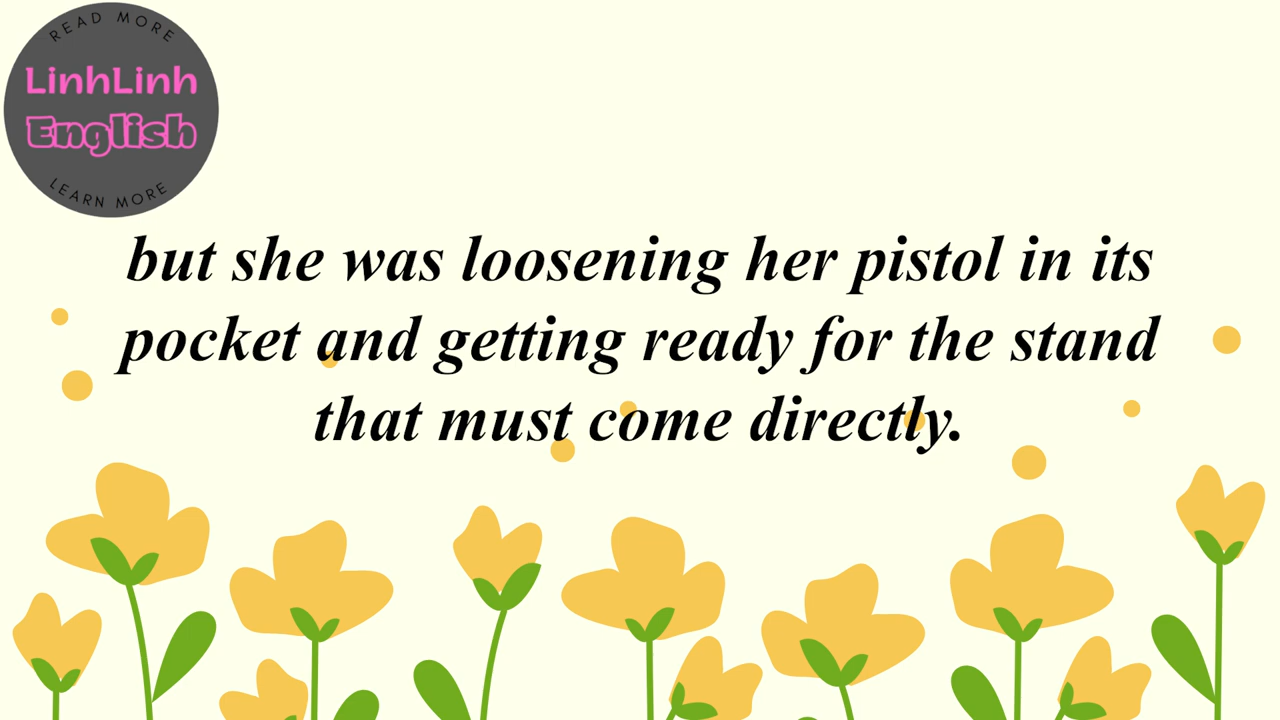 READ MORE
LinhLinh
English
LEARN MORE
but she was loosening her pistol in its
pocket and getting ready for the stand
that must come directly.